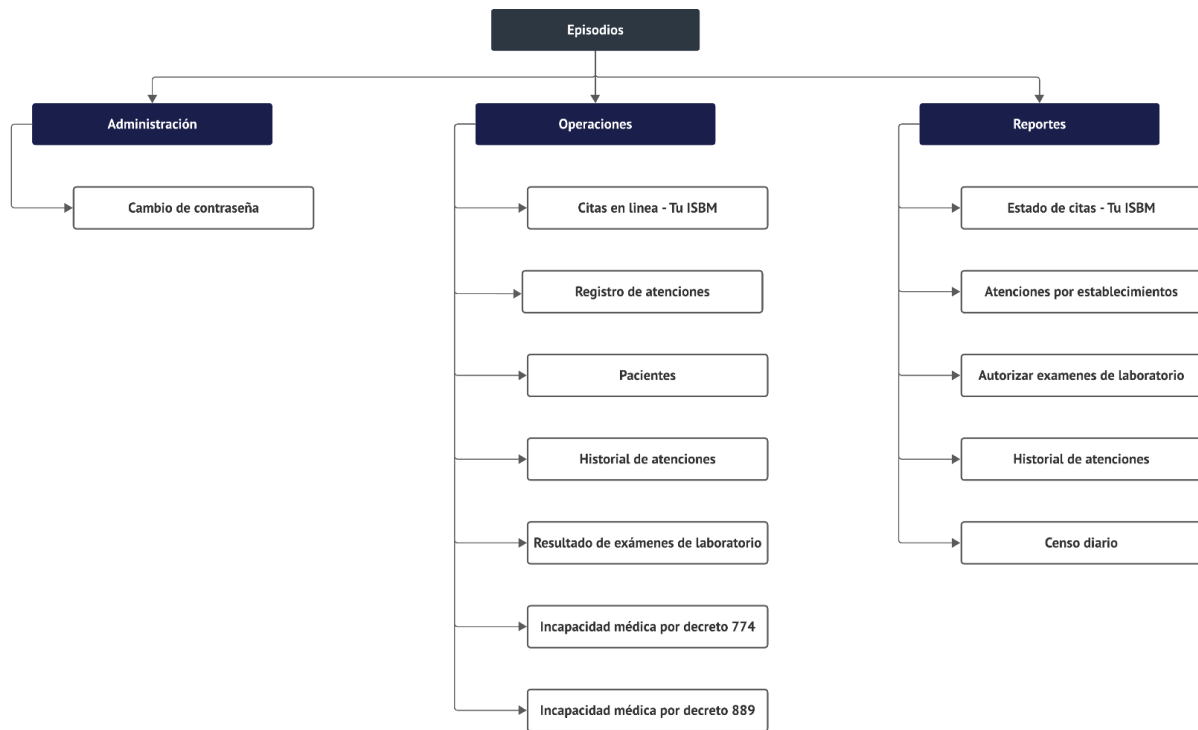 Episodios
Administración
Operaciones
Reportes
Cambio de contraseña
Citas en linea - Tu ISBM
Estado de citas - Tu ISBM
Registro de atenciones
Atenciones por establecimientos
Pacientes
Autorizar examenes de laboratorio
Historial de atenciones
Historial de atenciones
Resultado de exámenes de laboratorio
Censo diario
Incapacidad médica por decreto 774
Incapacidad médica por decreto 889